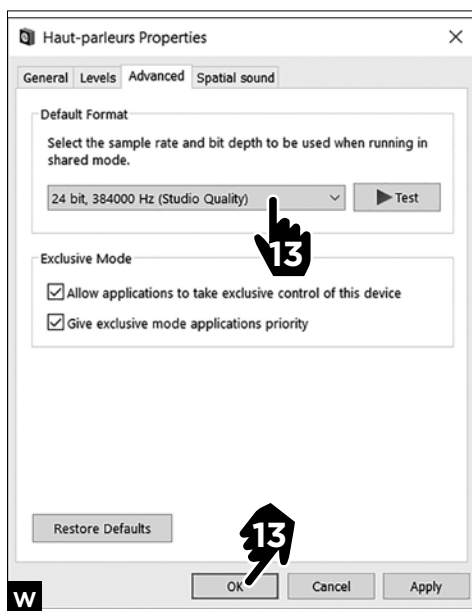 Haut-parleurs Properties
General Levels Advanced Spatial sound
Default Format
Select the sample rate and bit depth to be used when running in
shared mode.
24 bit, 384000 Hz (Studio Quality)
Test
13
Exclusive Mode
Allow applications to take exclusive control of this device
Give exclusive mode applications priority
Restore Defaults
13
OK Cancel Apply
W